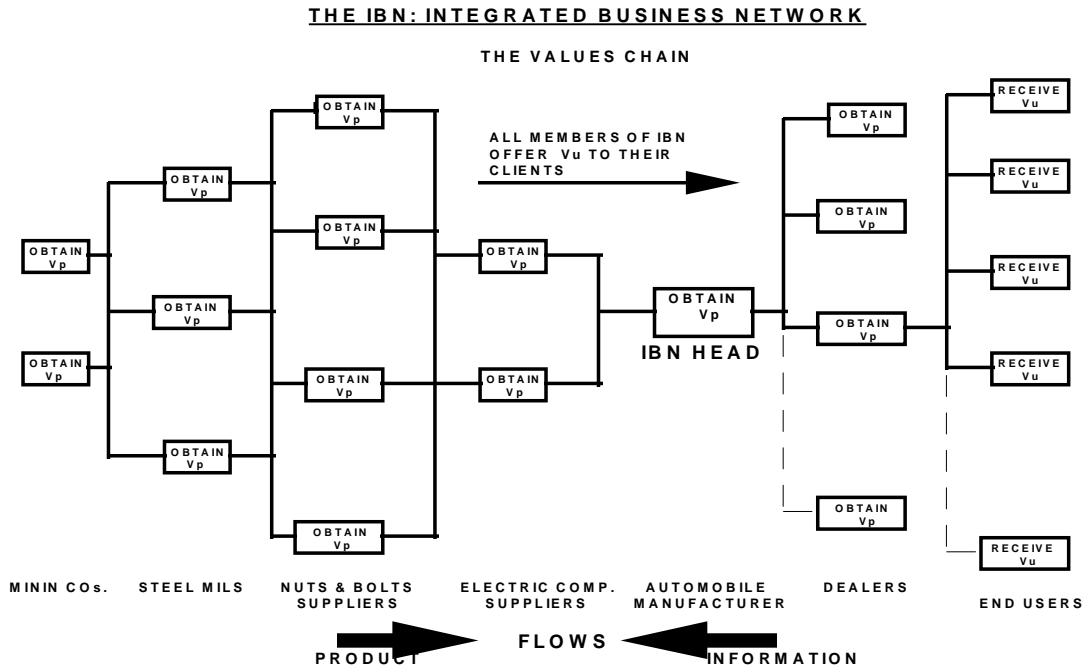 THE IBN: INTEGRATED BUSINESS NETWORK
THE VALUES CHAIN
OBTAIN
Vp
OBTAIN
Vp
OBTAIN
Vp
OBTAIN
Vp
OBTAIN
Vp
OBTAIN
Vp
OBTAIN
Vp
OBTAIN
Vp
OBTAIN
Vp
OBTAIN
Vp
OBTAIN
Vp
ALL MEMBERS OF IBN
OFFER Vu TO THEIR
CLIENTS
OBTAIN
Vp
IBN HEAD
OBTAIN
Vp
OBTAIN
Vp
OBTAIN
Vp
OBTAIN
Vp
RECEIVE
Vu
RECEIVE
Vu
RECEIVE
Vu
RECEIVE
Vu
RECEIVE
Vu
MININ COs.
STEEL MILS
NUTS & BOLTS
SUPPLIERS
ELECTRIC COMP.
SUPPLIERS
AUTOMOBILE
MANUFACTURER
DEALERS
END USERS
PRODUCT
FLOWS
INFORMATION